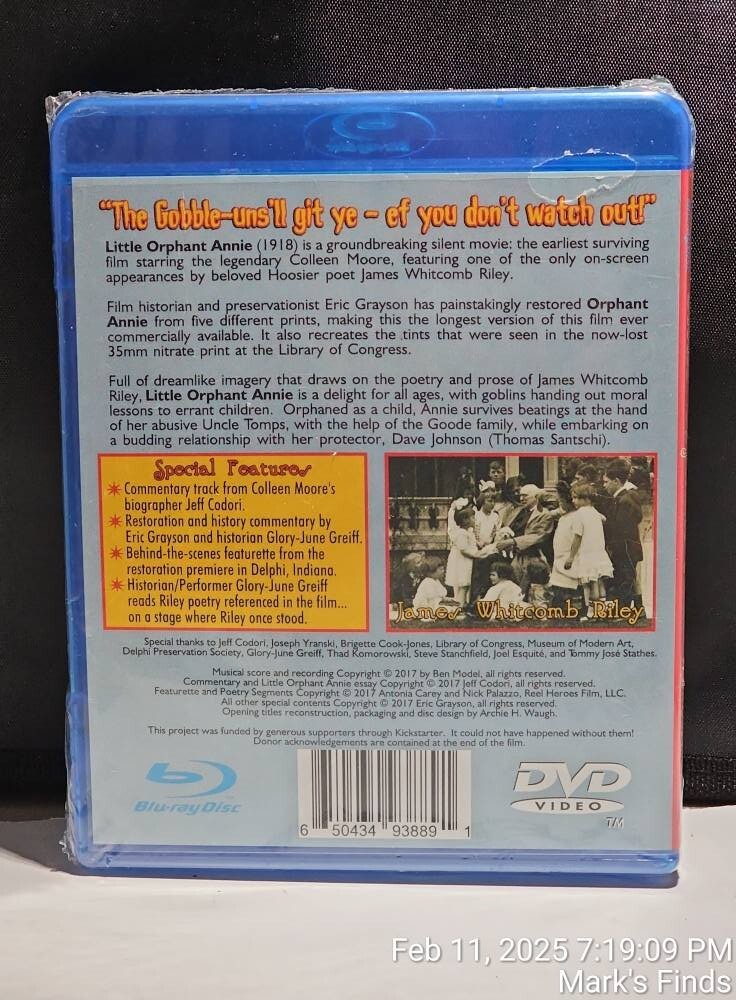 "The Gobble-uns'll git ye - ef you don't watch out!"
Little Orphant Annie (1918) is a groundbreaking silent movie: the earliest surviving
film starring the legendary Colleen Moore, featuring one of the only on-screen
appearances by beloved Hoosier poet James Whitcomb Riley.
Film historian and preservationist Eric Grayson has painstakingly restored Orphant
Annie from five different prints, making this the longest version of this film ever
commercially available. It also recreates the tints that were seen in the now-lost
35mm nitrate print at the Library of Congress.
Full of dreamlike imagery that draws on the poetry and prose of James Whitcomb
Riley, Little Orphant Annie is a delight for all ages, with goblins handing out moral
lessons to errant children. Orphaned as a child, Annie survives beatings at the hand
of her abusive Uncle Tomps, with the help of the Goode family, while embarking on
a budding relationship with her protector, Dave Johnson (Thomas Santschi).
Special Features
Commentary track from Colleen Moore's
biographer Jeff Codori.
Restoration and history commentary by
Eric Grayson and historian Glory-June Greiff.
Behind-the-scenes featurette from the
restoration premiere in Delphi, Indiana.
Historian/Performer Glory-June Greiff
reads Riley poetry referenced in the film...
on a stage where Riley once stood.
James Whitcomb Riley
Special thanks to Jeff Codori, Joseph Yranski, Brigette Cook-Jones, Library of Congress, Museum of Modern Art,
Delphi Preservation Society, Glory-June Greiff, Thad Komorowski, Steve Stanchfield, Joel Esquité, and Tommy José Stathes.
Musical score and recording Copyright © 2017 by Ben Model, all rights reserved.
Commentary and Little Orphant Annie essay Copyright © 2017 Jeff Codori, all rights reserved.
Featurette and Poetry Segments Copyright © 2017 Antonia Carey and Nick Palazzo, Reel Heroes Film, LLC.
All other special contents Copyright © 2017 Eric Grayson, all rights reserved.
Opening titles reconstruction, packaging and disc design by Archie H. Waugh.
This project was funded by generous supporters through Kickstarter. It could not have happened without them!
Donor acknowledgements are contained at the end of the film.
Blu-ray Disc
DVD
VIDEO
TM
6 50434 93889 1
Feb 11, 2025 7:19:09 PM
Mark's Finds